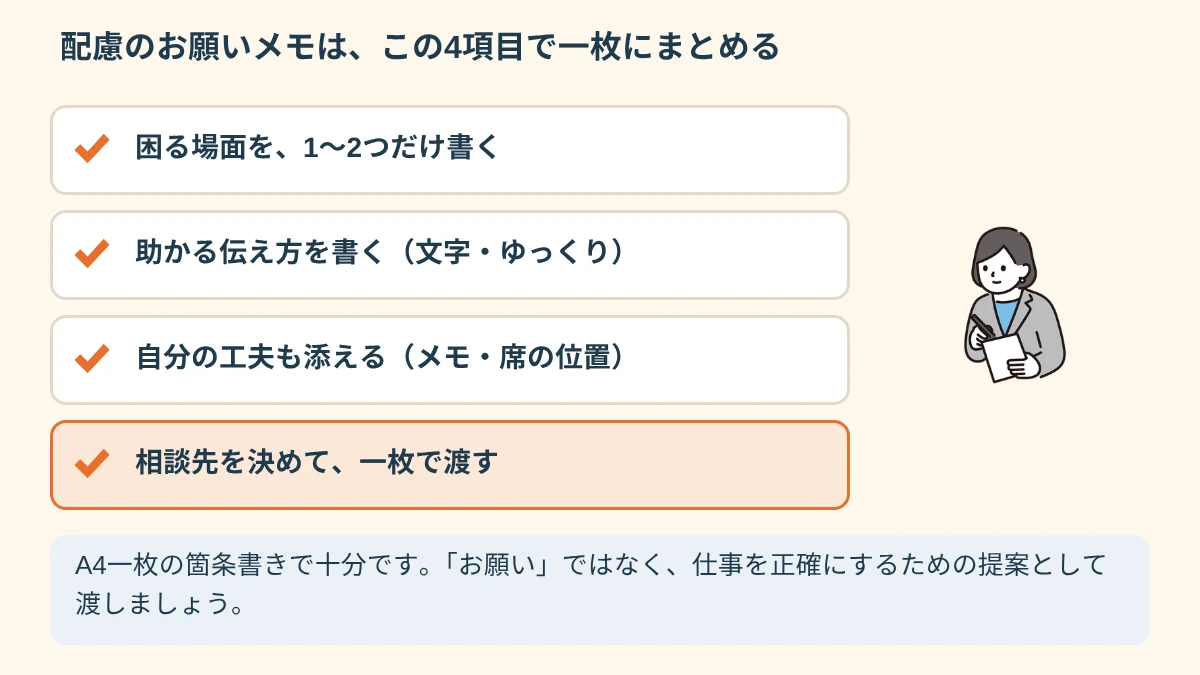 配慮のお願いメモは、この4項目で一枚にまとめる
困る場面を、1〜2つだけ書く
助かる伝え方を書く（文字・ゆっくり）
自分の工夫も添える（メモ・席の位置）
相談先を決めて、一枚で渡す
A4一枚の箇条書きで十分です。「お願い」ではなく、仕事を正確にするための提案として
渡しましょう。